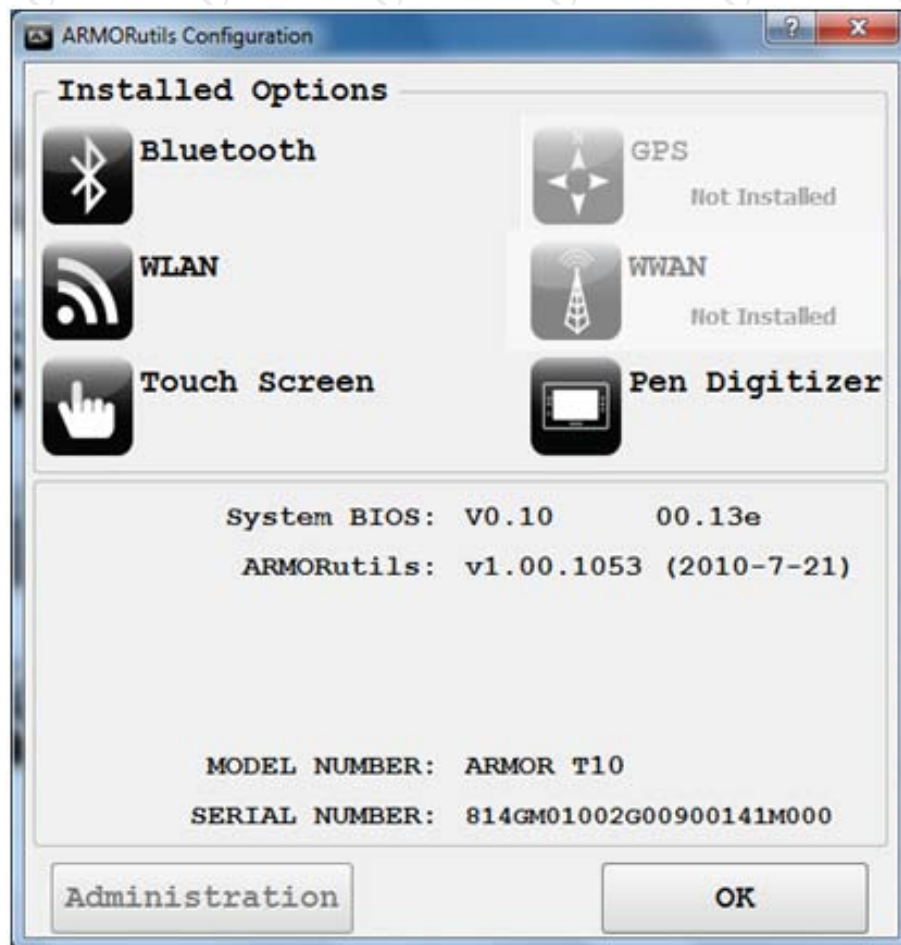 ARMORutils Configuration
Installed Options
Bluetooth
GPS
Not Installed
WLAN
WWAN
Not Installed
Touch Screen
Pen Digitizer
System BIOS: V0.10 00.13e
ARMORutils: v1.00.1053 (2010-7-21)
MODEL NUMBER: ARMOR T10
SERIAL NUMBER: 814GM01002G00900141M000
Administration
OK